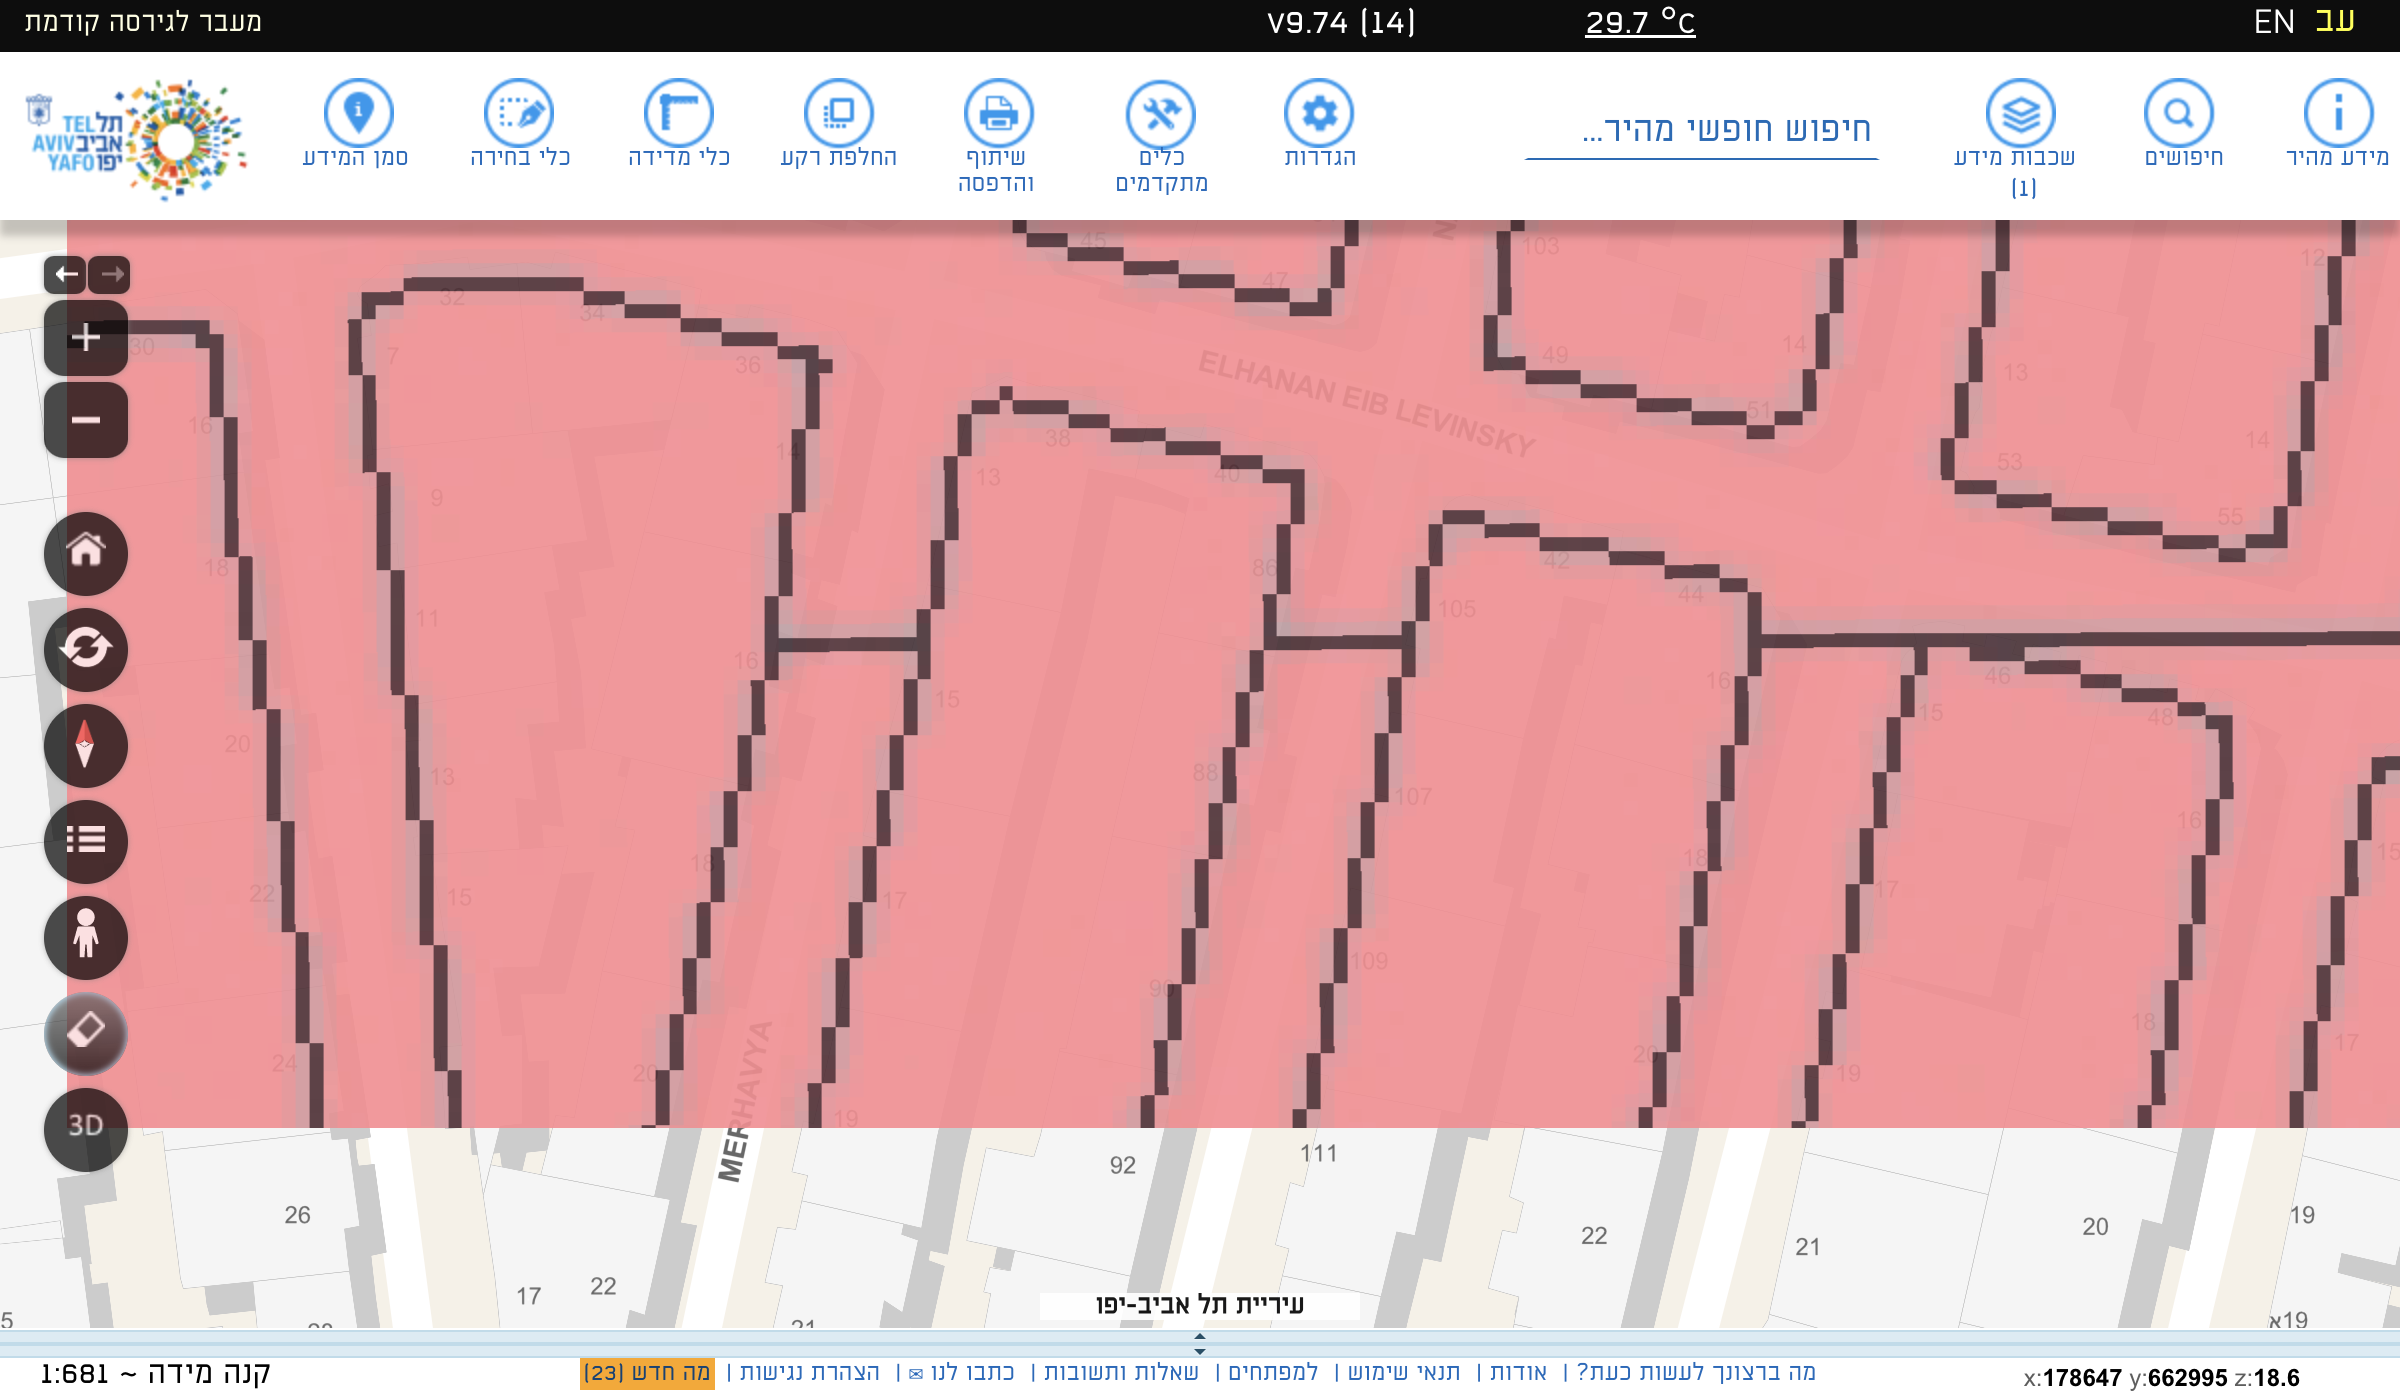 מעבר לגירסה קודמת
V9.74 (14)
29.7 °C
EN עב
תל אביב יפו
TEL AVIV YAFO
סמן המידע
כלי בחירה
כלי מדידה
החלפת רקע
שיתוף והדפסה
כלים מתקדמים
הגדרות
חיפוש חופשי מהיר...
שכבות מידע (1)
חיפושים
מידע מהיר
45
47
103
12
32
34
36
30
7
49
14
51
13
ELHANAN EIB LEVINSKY
16
9
14
38
40
13
53
14
55
18
11
86
42
44
105
16
15
16
46
48
15
20
13
88
107
16
15
22
15
18
17
18
17
24
20
90
109
20
19
18
17
19
MERHAVYA
3D
26
17
22
92
111
22
21
20
19
19א
עיריית תל אביב-יפו
קנה מידה ~ 1:681
מה ברצונך לעשות כעת? | אודות | תנאי שימוש | למפתחים | שאלות ותשובות | כתבו לנו ✉ | הצהרת נגישות | מה חדש (23)
x:178647 y:662995 z:18.6